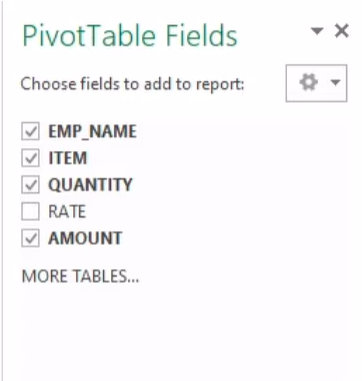 PivotTable Fields
Choose fields to add to report:
EMP_NAME
ITEM
QUANTITY
RATE
AMOUNT
MORE TABLES...